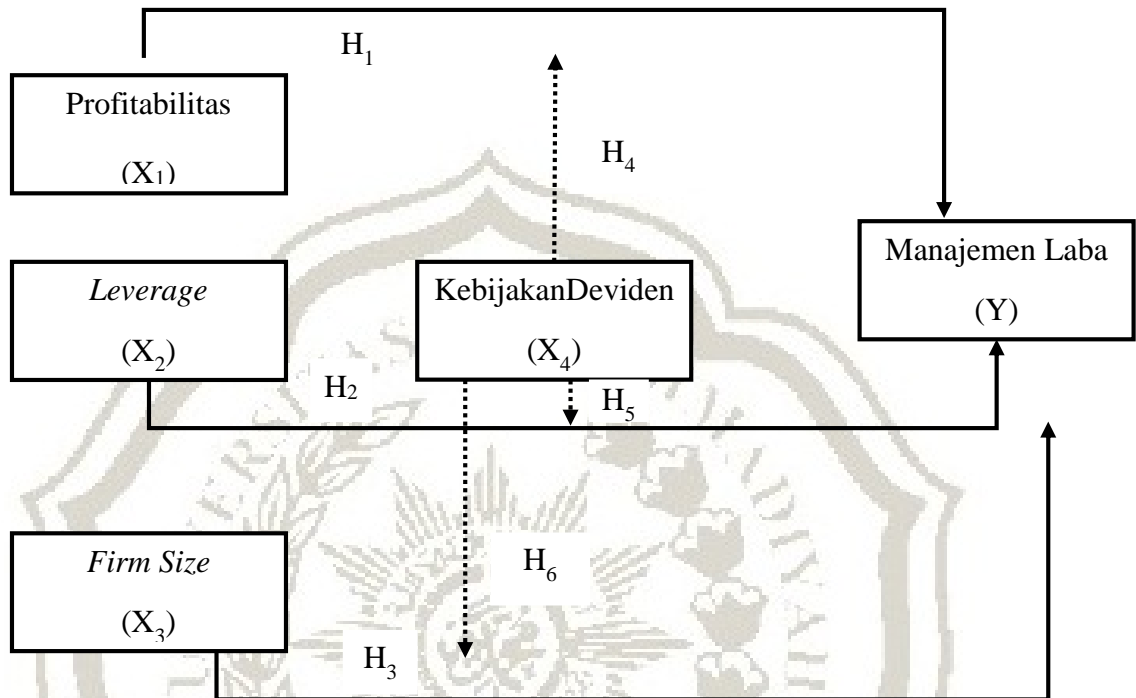 H₁
Profitabilitas
(X₁)
H₄
Manajemen Laba
(Y)
Leverage
(X₂)
KebijakanDeviden
(X₄)
H₂
H₅
Firm Size
(X₃)
H₆
H₃